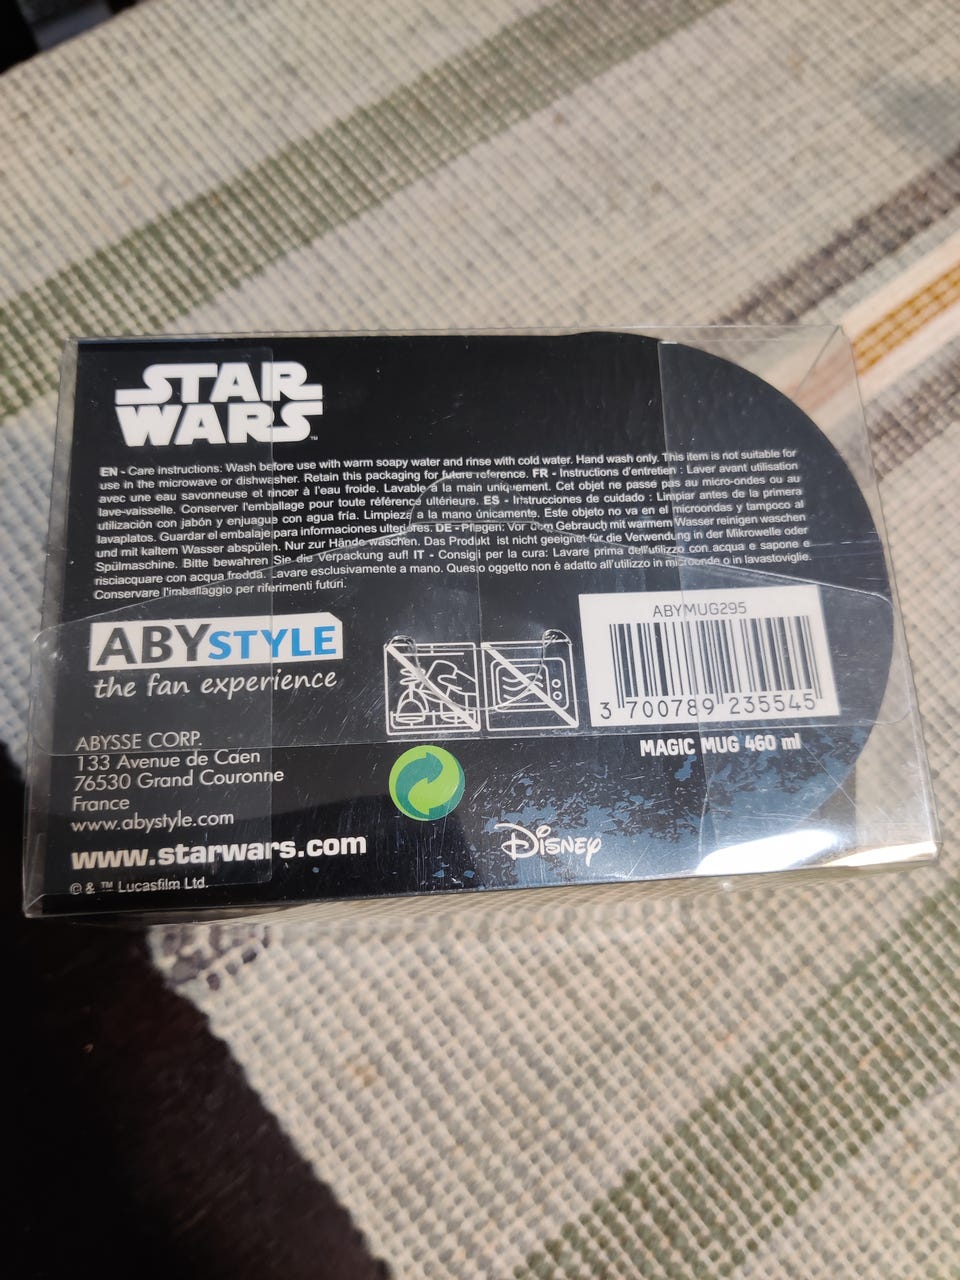 STAR
WARS™
EN - Care instructions: Wash before use with warm soapy water and rinse with cold water. Hand wash only. This item is not suitable for
use in the microwave or dishwasher. Retain this packaging for future reference. FR - Instructions d'entretien : Laver avant utilisation
avec une eau savonneuse et rincer à l'eau froide. Lavable à la main uniquement. Cet objet ne passe pas au micro-ondes ou au
lave-vaisselle. Conserver l'emballage pour toute référence ultérieure. ES - Instrucciones de cuidado : Limpiar antes de la primera
utilización con jabón y enjuague con agua fría. Limpieza a la mano únicamente. Este objeto no va en el microondas y tampoco al
lavaplatos. Guardar el embalaje para informaciones ulteriores. DE - Pflegen: Vor dem Gebrauch mit warmem Wasser reinigen waschen
und mit kaltem Wasser abspülen. Nur zur Hände waschen. Das Produkt ist nicht geeignet für die Verwendung in der Mikrowelle oder
Spülmaschine. Bitte bewahren Sie die Verpackung auf! IT - Consigi per la cura: Lavare prima dell'utilizzo con acqua e sapone e
risciacquare con acqua fredda. Lavare esclusivamente a mano. Questo oggetto non è adatto all'utilizzo in microonde o in lavastoviglie.
Conservare l'imballaggio per riferimenti futuri.
ABYSTYLE
the fan experience
ABYMUG295
3 700789 235545
MAGIC MUG 460 ml
ABYSSE CORP.
133 Avenue de Caen
76530 Grand Couronne
France
www.abystyle.com
www.starwars.com
© & ™ Lucasfilm Ltd.
Disney